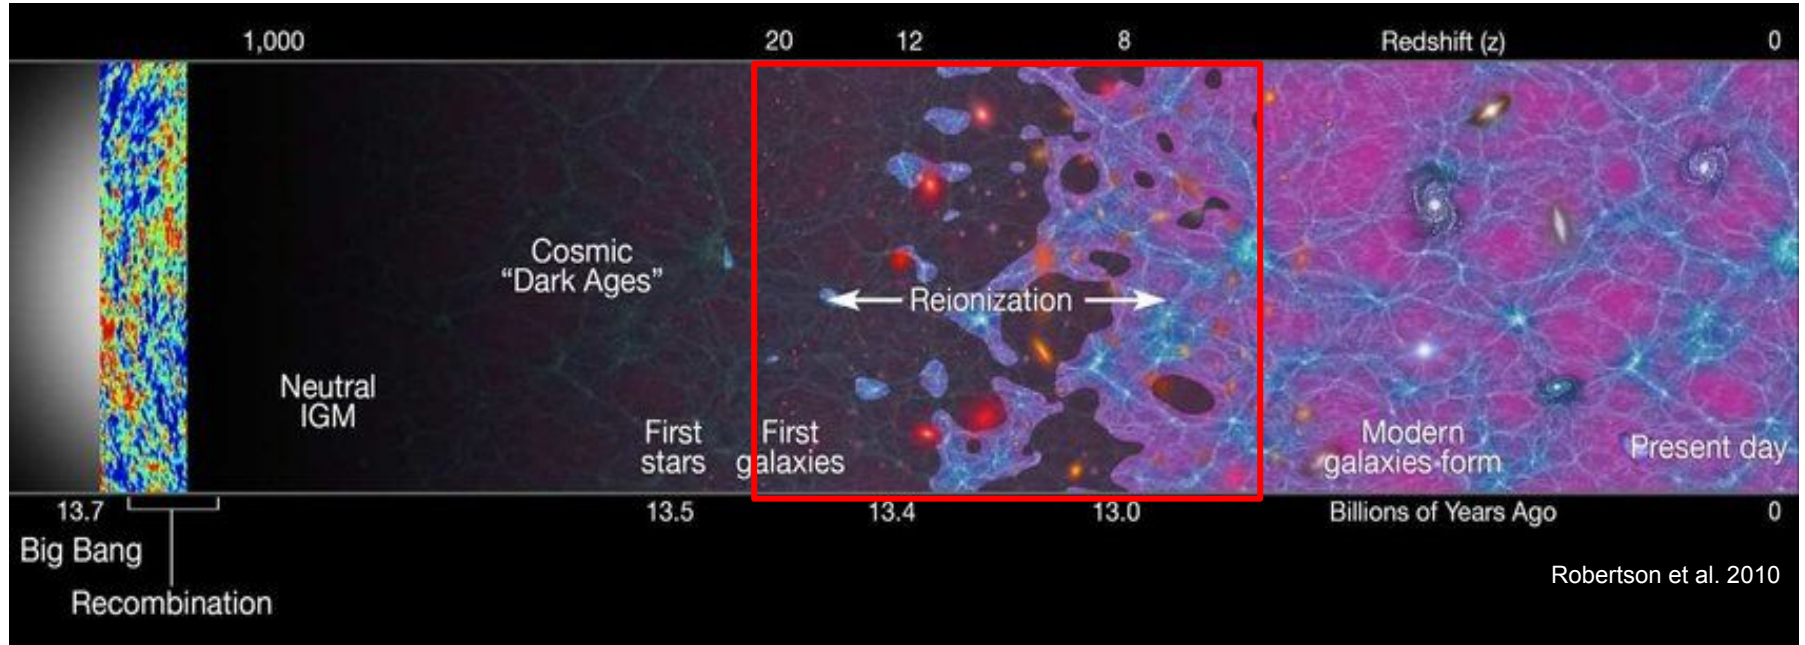 1,000
20
12
8
Redshift (z)
0
Cosmic
“Dark Ages”
Reionization
Neutral
IGM
First
stars
First
galaxies
Modern
galaxies form
Present day
13.7
13.5
13.4
13.0
Billions of Years Ago
0
Big Bang
Recombination
Robertson et al. 2010